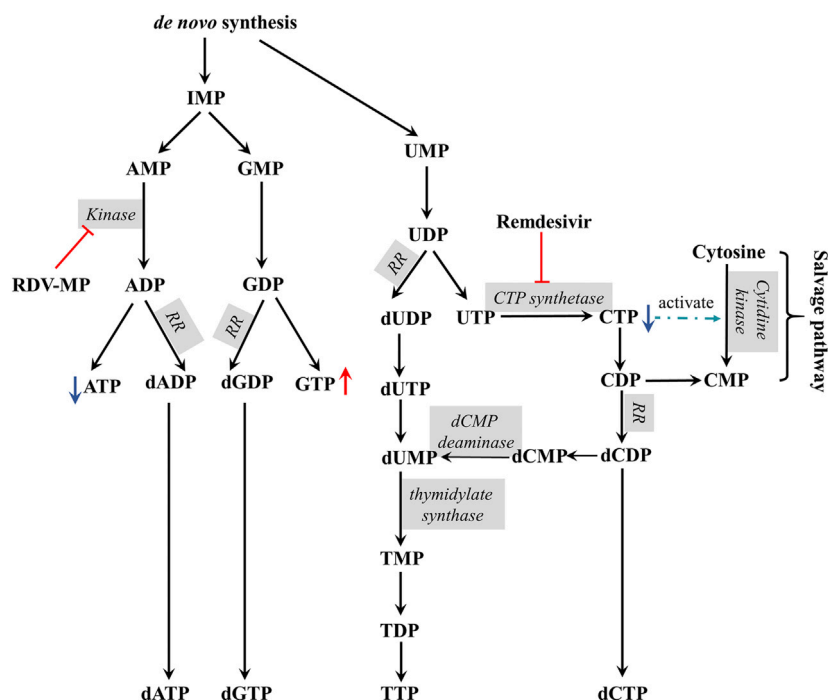 de novo synthesis
IMP
AMP
GMP
UMP
Kinase
UDP
Remdesivir
RDV-MP
ADP
GDP
RR
Cytosine
RR
RR
CTP synthetase
dUDP
UTP
CTP
activate
Cytidine
kinase
Salvage pathway
ATP
dADP
dGDP
GTP
dUTP
CDP
CMP
RR
dCMP
deaminase
dUMP
dCMP
dCDP
thymidylate
synthase
TMP
TDP
dATP
dGTP
TTP
dCTP